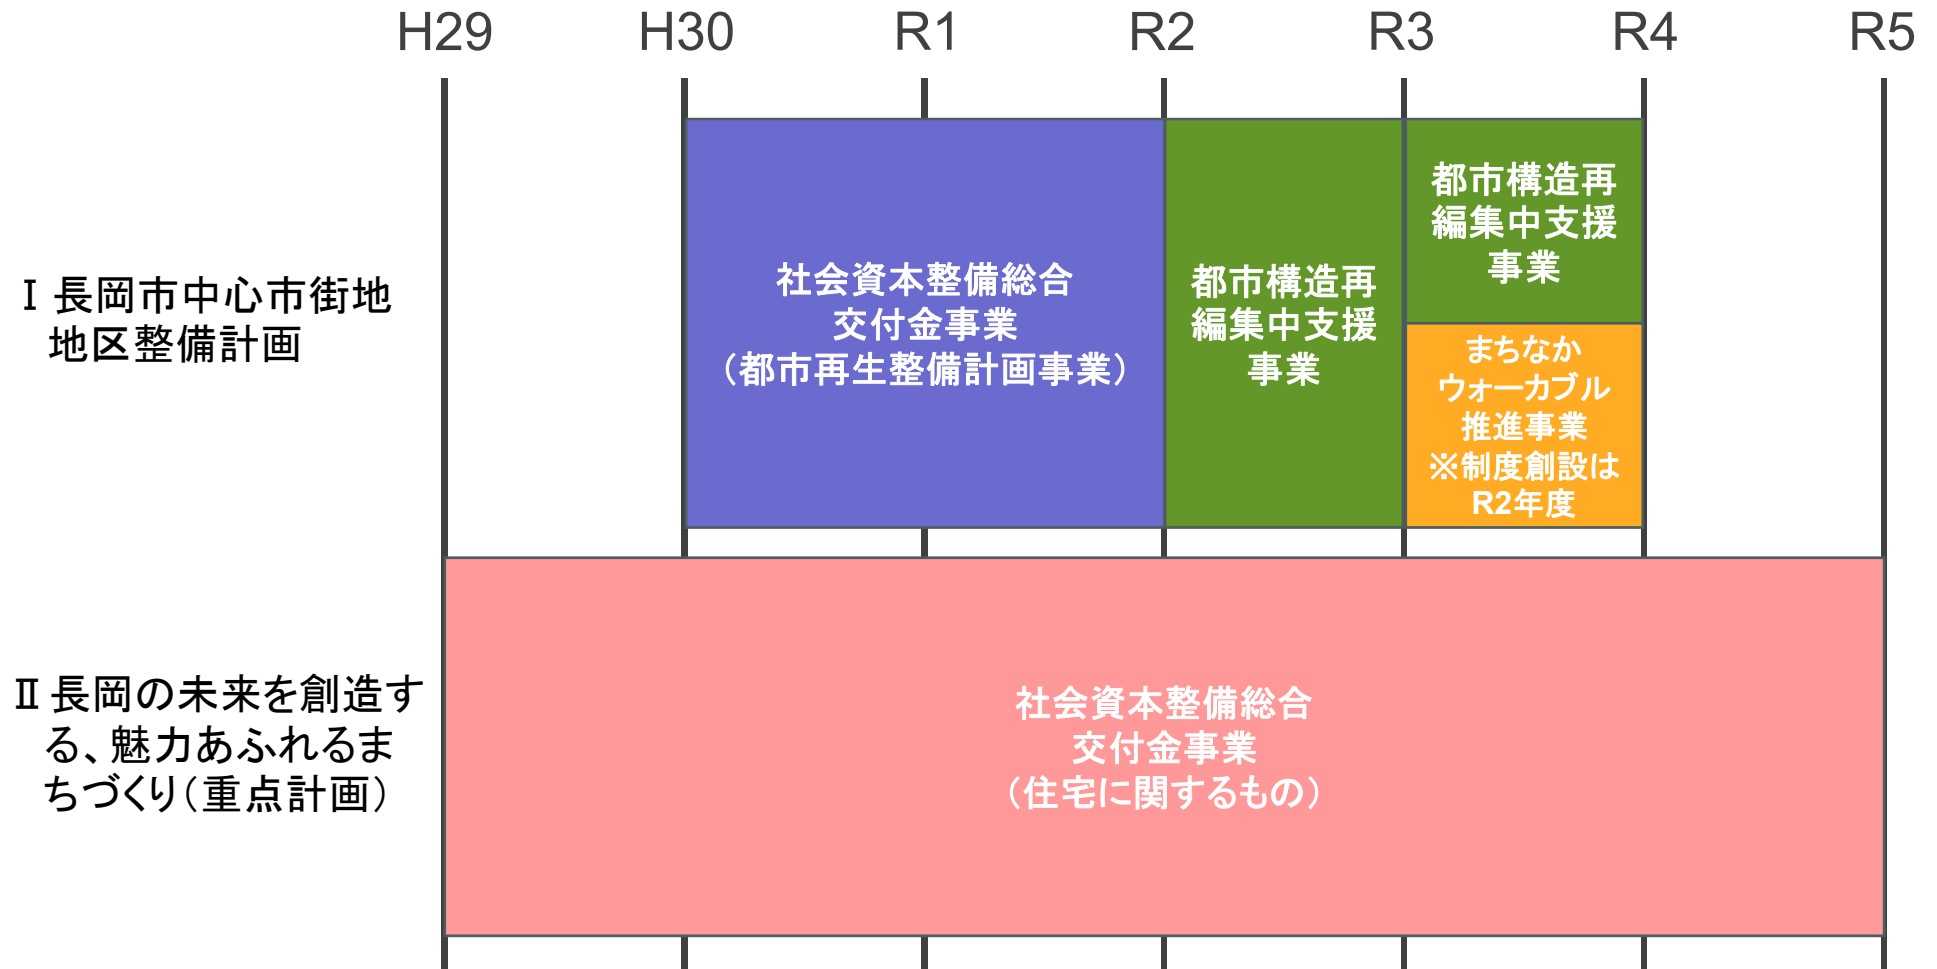 H29 H30 R1 R2 R3 R4 R5
Ⅰ長岡市中心市街地
地区整備計画
社会資本整備総合
交付金事業
（都市再生整備計画事業）
都市構造再
編集中支援
事業
都市構造再
編集中支援
事業
まちなか
ウォーカブル
推進事業
※制度創設は
R2年度
Ⅱ長岡の未来を創造す
る、魅力あふれるま
ちづくり（重点計画）
社会資本整備総合
交付金事業
（住宅に関するもの）